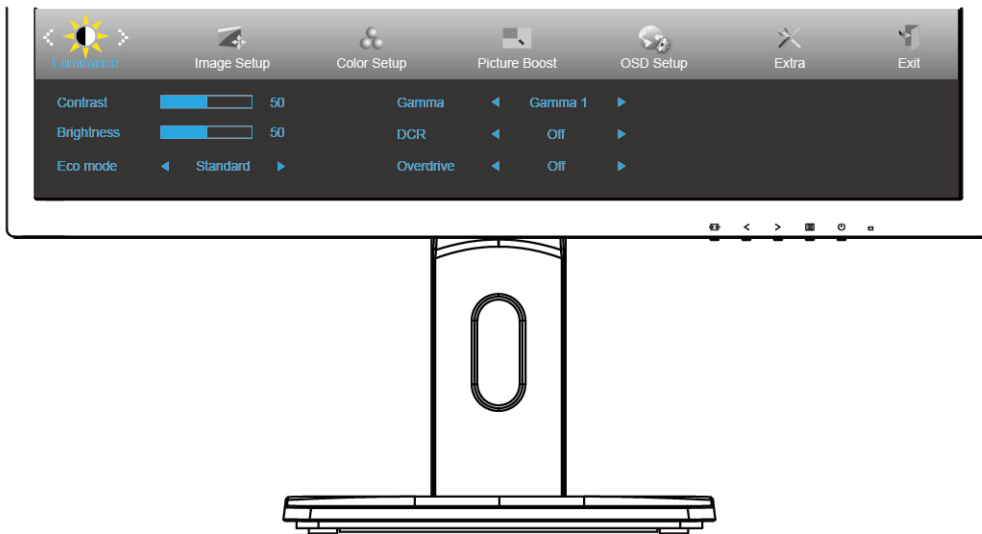 Luminance
Image Setup
Color Setup
Picture Boost
OSD Setup
Extra
Exit
Contrast 50
Brightness 50
Eco mode Standard
Gamma Gamma 1
DCR Off
Overdrive Off